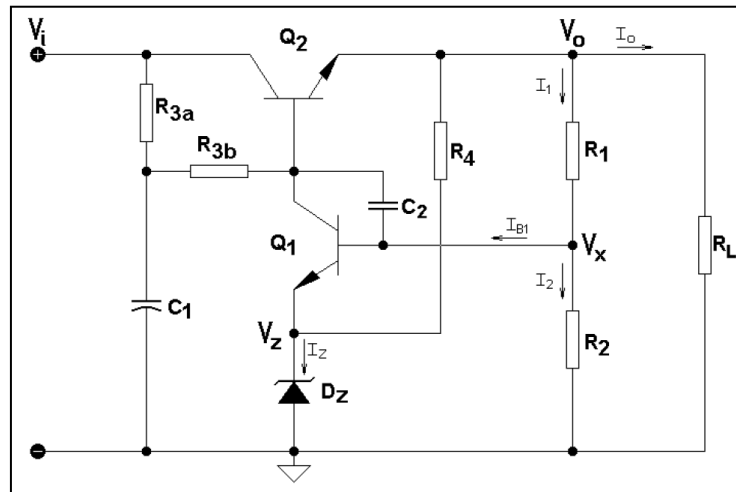 Vi
Q2
Vo
Io
I1
R3a
R3b
R4
R1
C2
Q1
IB1
Vx
RL
I2
C1
Vz
IZ
R2
DZ